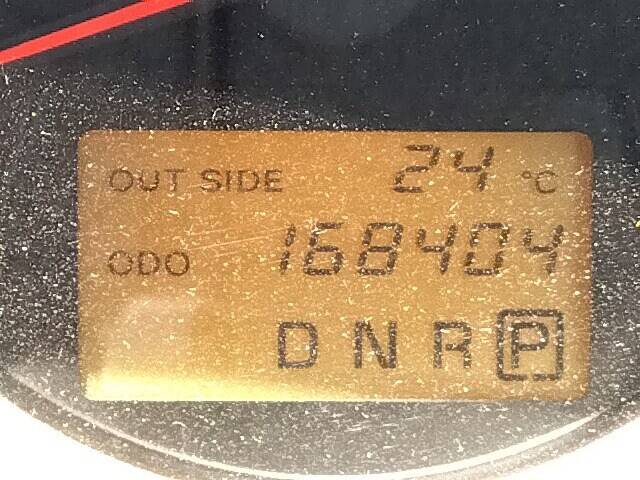 OUT SIDE 24 °C
ODO 168404
D N R P